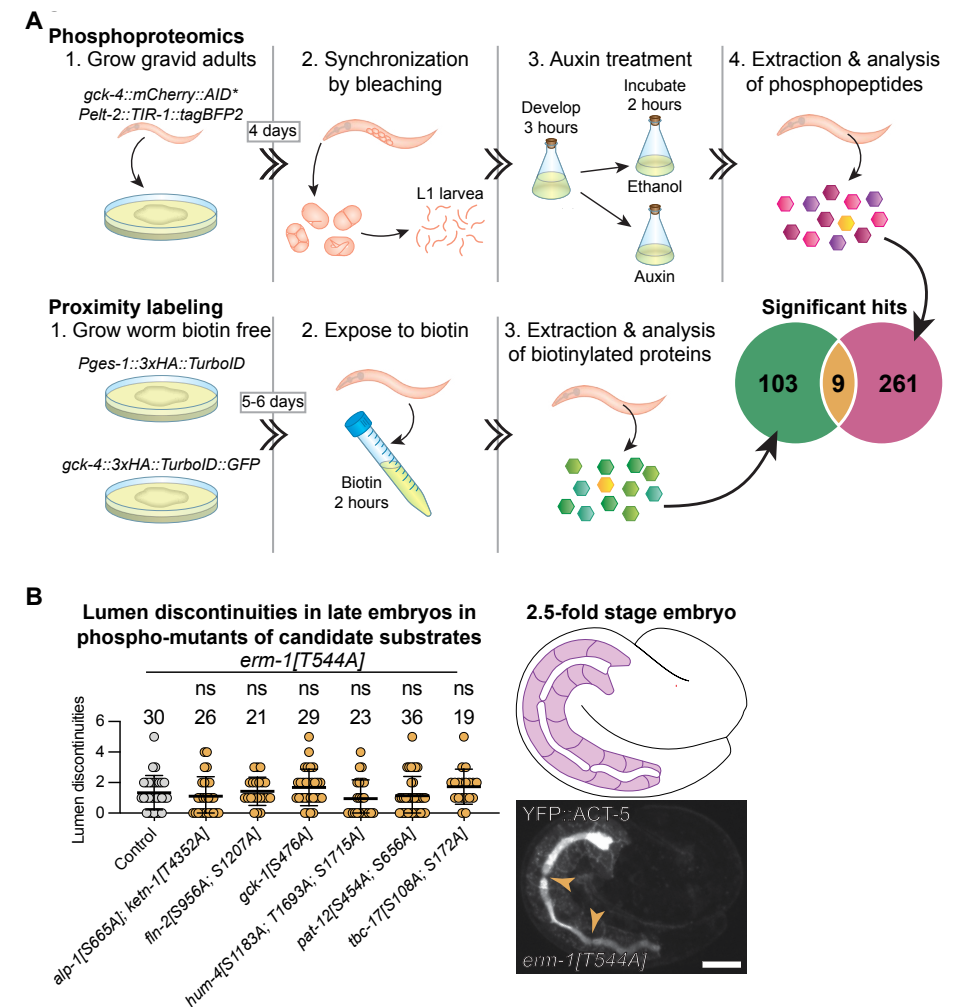 A
Phosphoproteomics
1. Grow gravid adults
gck-4::mCherry::AID*
Pelt-2::TIR-1::tagBFP2
4 days
2. Synchronization
by bleaching
L1 larvea
3. Auxin treatment
Develop
3 hours
Incubate
2 hours
Ethanol
Auxin
4. Extraction & analysis
of phosphopeptides
Proximity labeling
1. Grow worm biotin free
Pges-1::3xHA::TurboID
5-6 days
gck-4::3xHA::TurboID::GFP
2. Expose to biotin
Biotin
2 hours
3. Extraction & analysis
of biotinylated proteins
Significant hits
103
9
261
B
Lumen discontinuities in late embryos in
phospho-mutants of candidate substrates
erm-1[T544A]
ns ns ns ns ns ns
30 26 21 29 23 36 19
Lumen discontinuities
6
4
2
0
Control
alp-1[S665A]; ketn-1[T4352A]
fln-2[S956A; S1207A]
gck-1[S476A]
hum-4[S1183A; T1693A; S1715A]
pat-12[S454A; S656A]
tbc-17[S108A; S172A]
2.5-fold stage embryo
YFP::ACT-5
erm-1[T544A]